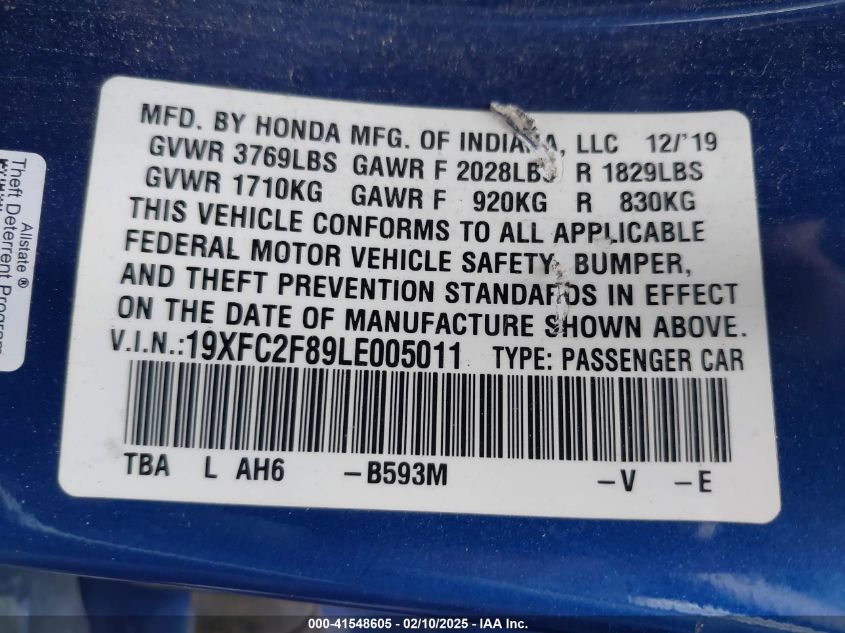 MFD. BY HONDA MFG. OF INDIANA, LLC 12/'19
GVWR 3769LBS GAWR F 2028LBS R 1829LBS
GVWR 1710KG GAWR F 920KG R 830KG
THIS VEHICLE CONFORMS TO ALL APPLICABLE
FEDERAL MOTOR VEHICLE SAFETY, BUMPER,
AND THEFT PREVENTION STANDARDS IN EFFECT
ON THE DATE OF MANUFACTURE SHOWN ABOVE.
V.I.N.:19XFC2F89LE005011 TYPE: PASSENGER CAR
TBA L AH6 -B593M -V -E
Allstate®
Theft Deterrent Program
000-41548605 - 02/10/2025 - IAA Inc.